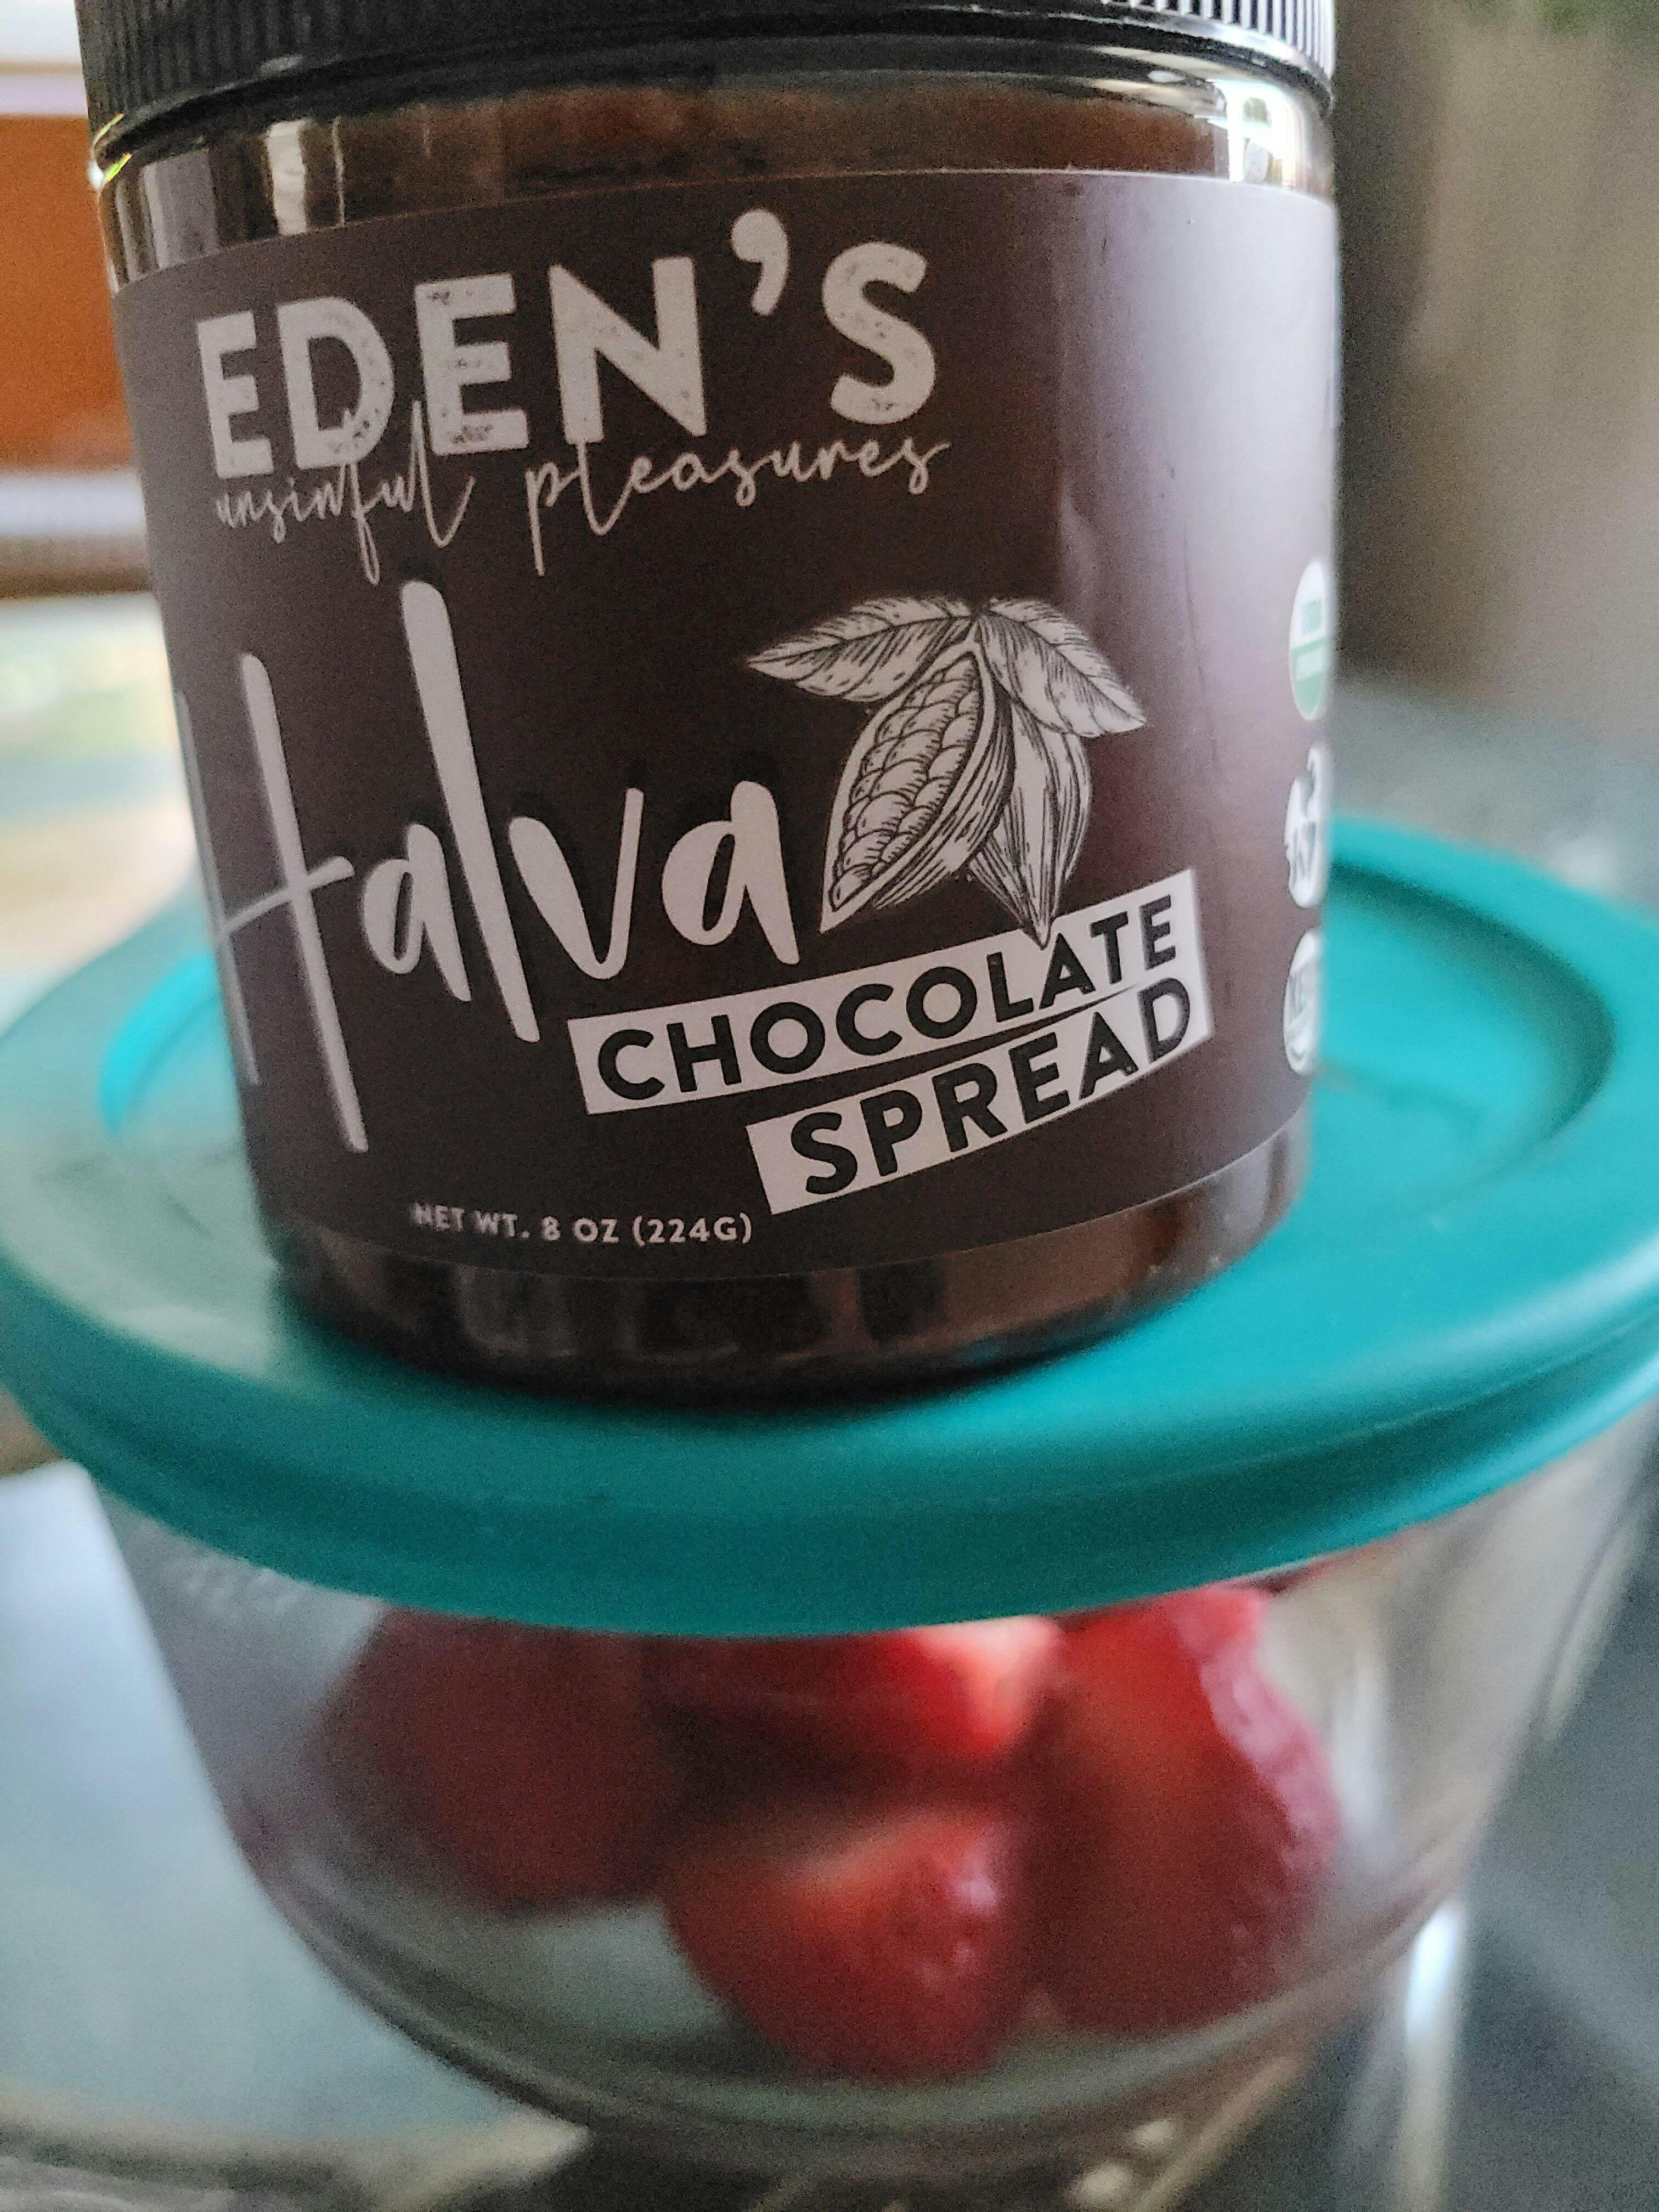 EDEN'S
unsinful pleasures
Halva
CHOCOLATE
SPREAD
NET WT. 8 OZ (224G)